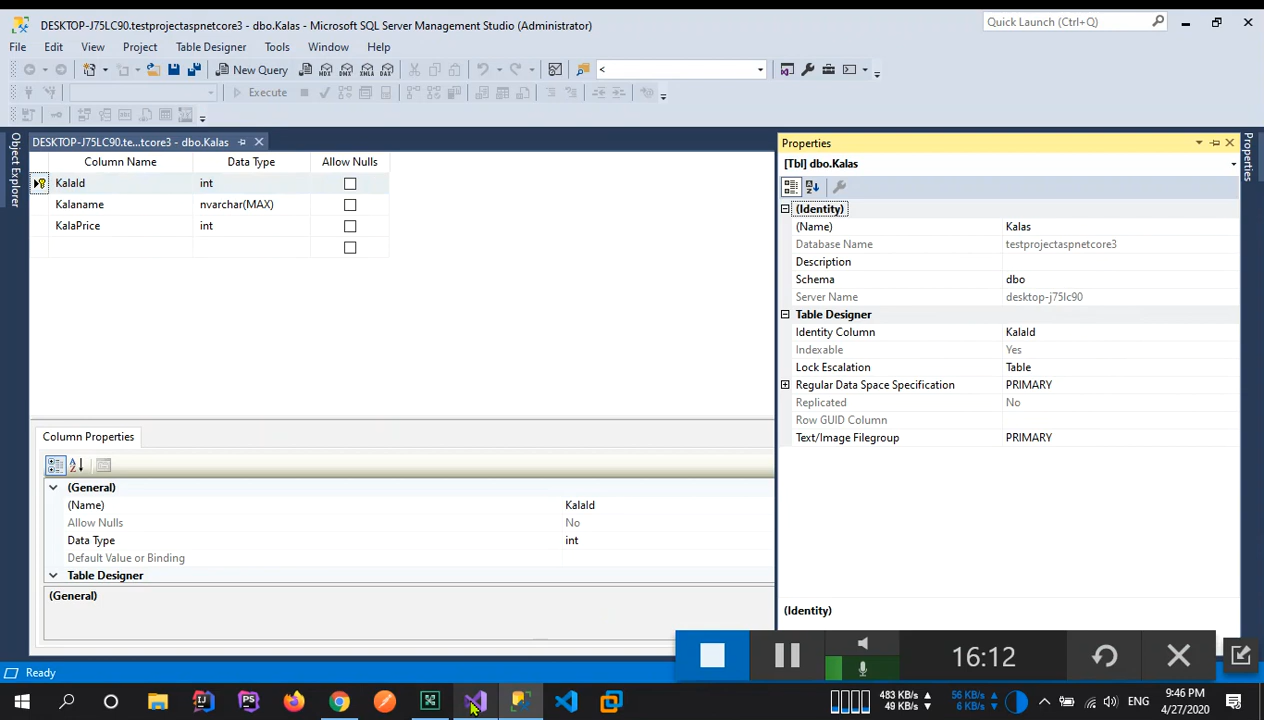 DESKTOP-J75LC90.testprojectaspnetcore3 - dbo.Kalas - Microsoft SQL Server Management Studio (Administrator)
Quick Launch (Ctrl+Q)
File Edit View Project Table Designer Tools Window Help
New Query
MDX DMX XMLA DAX
<
Execute
Object Explorer
DESKTOP-J75LC90.te...tcore3 - dbo.Kalas
Column Name Data Type Allow Nulls
KalaId int
Kalaname nvarchar(MAX)
KalaPrice int
Properties
[Tbl] dbo.Kalas
(Identity)
(Name) Kalas
Database Name testprojectaspnetcore3
Description
Schema dbo
Server Name desktop-j75lc90
Table Designer
Identity Column KalaId
Indexable Yes
Lock Escalation Table
Regular Data Space Specification PRIMARY
Replicated No
Row GUID Column
Text/Image Filegroup PRIMARY
(Identity)
Properties
Column Properties
(General)
(Name) KalaId
Allow Nulls No
Data Type int
Default Value or Binding
Table Designer
(General)
16:12
Ready
PS
483 KB/s
49 KB/s
56 KB/s
6 KB/s
ENG
9:46 PM
4/27/2020